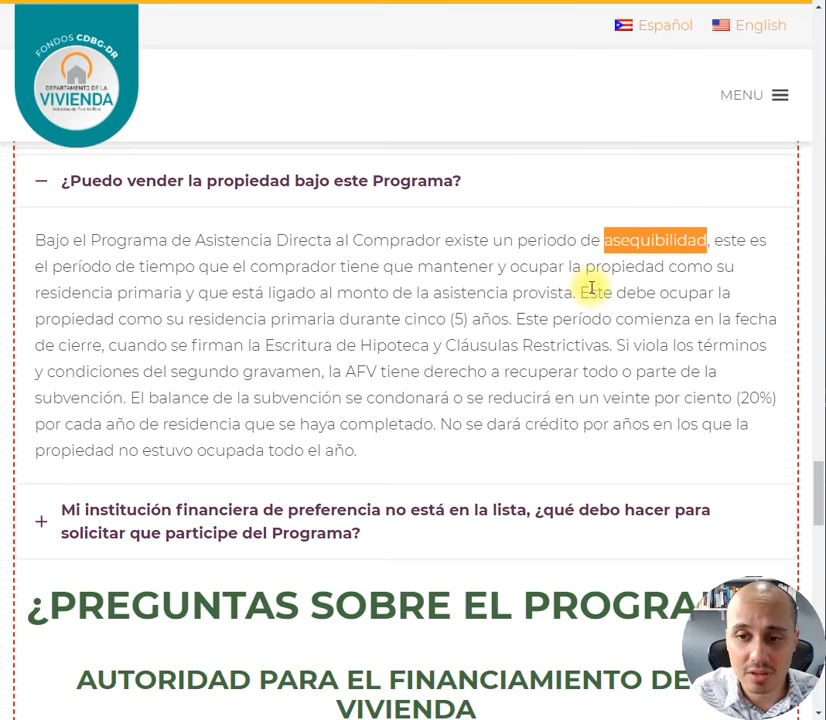 Español English
FONDOS CDBG-DR
DEPARTAMENTO DE LA
VIVIENDA
MENU
¿Puedo vender la propiedad bajo este Programa?
Bajo el Programa de Asistencia Directa al Comprador existe un periodo de asequibilidad, este es
el período de tiempo que el comprador tiene que mantener y ocupar la propiedad como su
residencia primaria y que está ligado al monto de la asistencia provista. Este debe ocupar la
propiedad como su residencia primaria durante cinco (5) años. Este período comienza en la fecha
de cierre, cuando se firman la Escritura de Hipoteca y Cláusulas Restrictivas. Si viola los términos
y condiciones del segundo gravamen, la AFV tiene derecho a recuperar todo o parte de la
subvención. El balance de la subvención se condonará o se reducirá en un veinte por ciento (20%)
por cada año de residencia que se haya completado. No se dará crédito por años en los que la
propiedad no estuvo ocupada todo el año.
Mi institución financiera de preferencia no está en la lista, ¿qué debo hacer para
solicitar que participe del Programa?
¿PREGUNTAS SOBRE EL PROGRA
AUTORIDAD PARA EL FINANCIAMIENTO DE
VIVIENDA